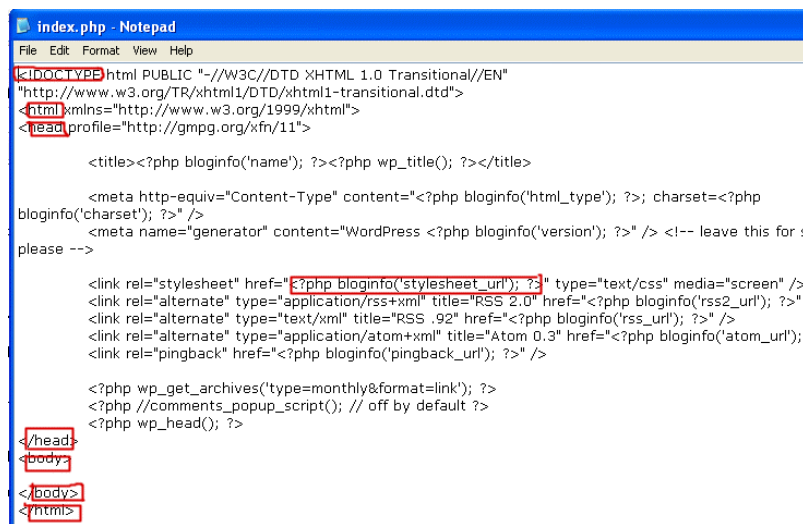 index.php - Notepad
File Edit Format View Help
<!DOCTYPE html PUBLIC "-//W3C//DTD XHTML 1.0 Transitional//EN"
"http://www.w3.org/TR/xhtml1/DTD/xhtml1-transitional.dtd">
<html xmlns="http://www.w3.org/1999/xhtml">
<head profile="http://gmpg.org/xfn/11">
<title><?php bloginfo('name'); ?><?php wp_title(); ?></title>
<meta http-equiv="Content-Type" content="<?php bloginfo('html_type'); ?>; charset=<?php
bloginfo('charset'); ?>" />
<meta name="generator" content="WordPress <?php bloginfo('version'); ?>" /> <!-- leave this for
please -->
<link rel="stylesheet" href="<?php bloginfo('stylesheet_url'); ?>" type="text/css" media="screen" />
<link rel="alternate" type="application/rss+xml" title="RSS 2.0" href="<?php bloginfo('rss2_url'); ?>"
<link rel="alternate" type="text/xml" title="RSS .92" href="<?php bloginfo('rss_url'); ?>" />
<link rel="alternate" type="application/atom+xml" title="Atom 0.3" href="<?php bloginfo('atom_url');
<link rel="pingback" href="<?php bloginfo('pingback_url'); ?>" />
<?php wp_get_archives('type=monthly&format=link'); ?>
<?php //comments_popup_script(); // off by default ?>
<?php wp_head(); ?>
</head>
<body>
</body>
</html>